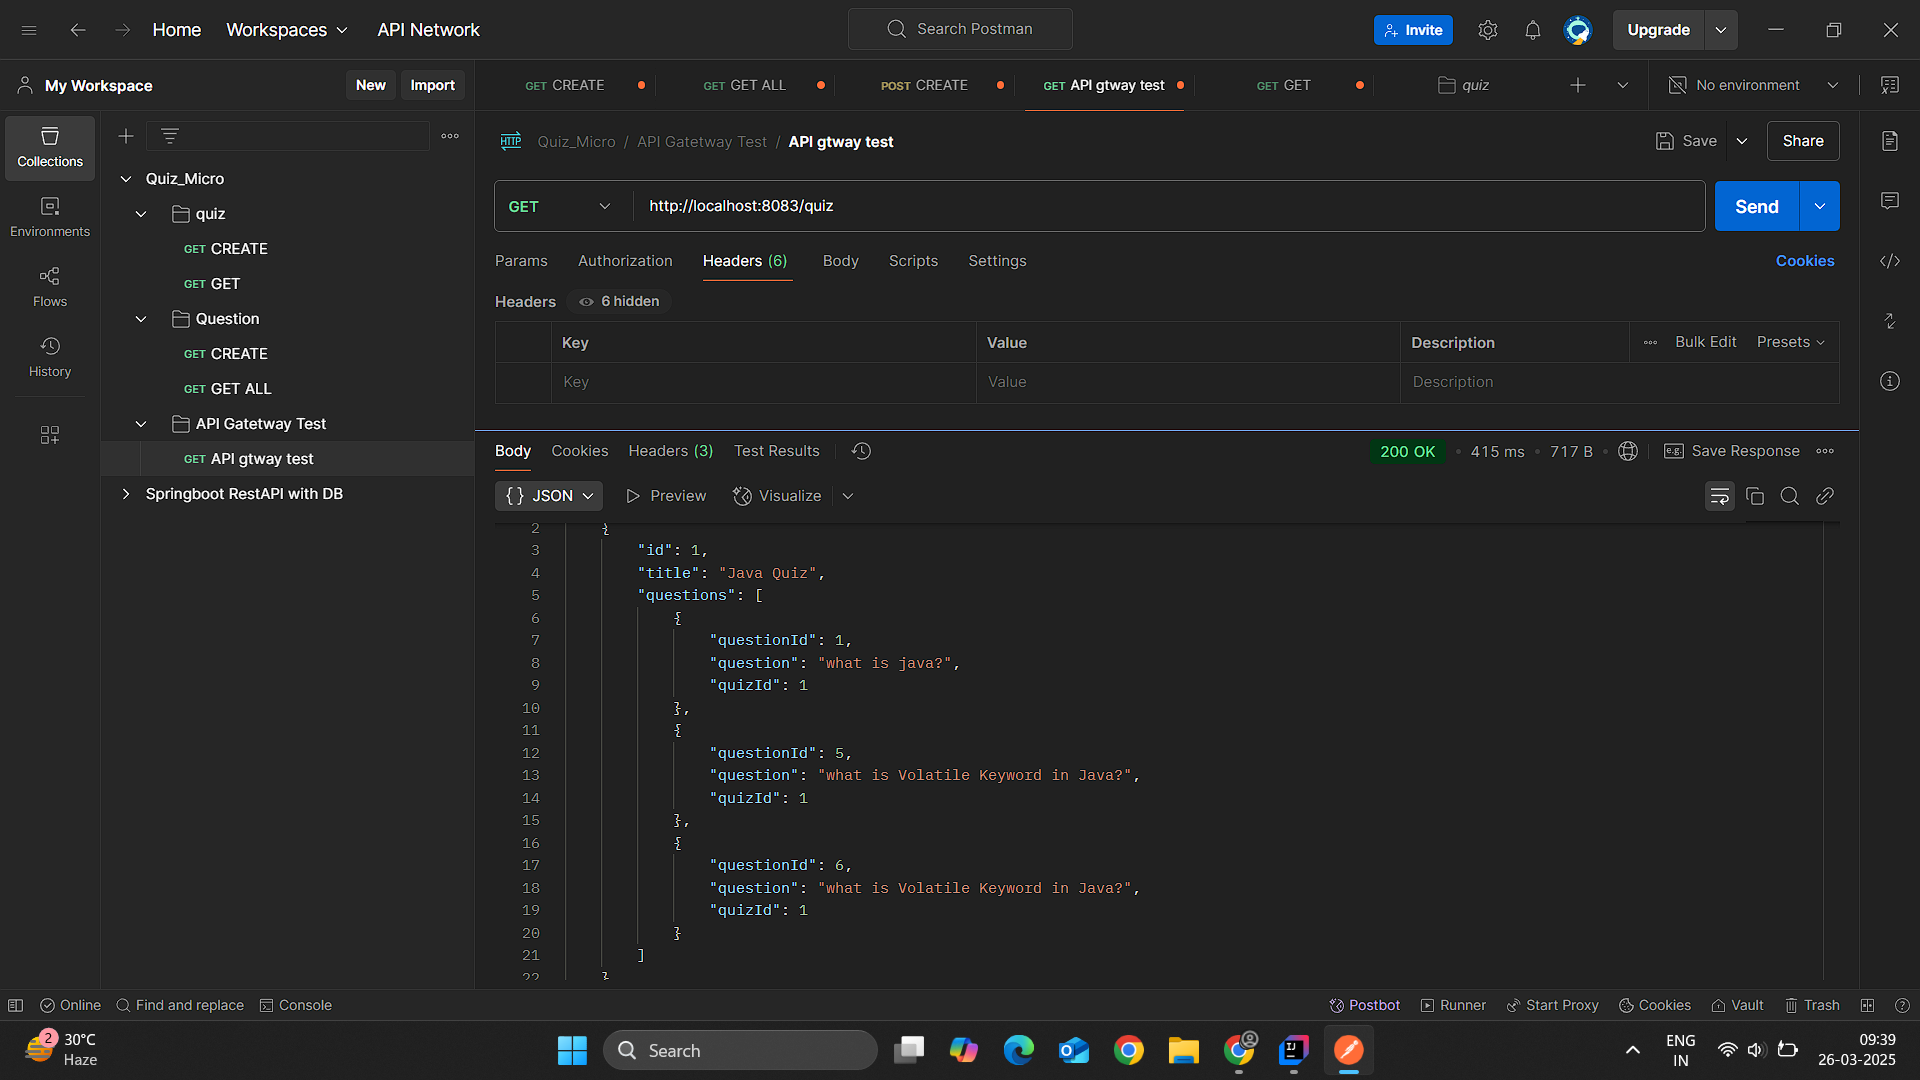 Home
Workspaces
API Network
Search Postman
Invite
Upgrade
My Workspace
New
Import
GET CREATE
GET GET ALL
POST CREATE
GET API gtway test
GET GET
quiz
No environment
Collections
Environments
Flows
History
Quiz_Micro
quiz
GET CREATE
GET GET
Question
GET CREATE
GET GET ALL
API Gatetway Test
GET API gtway test
Springboot RestAPI with DB
HTTP Quiz_Micro / API Gatetway Test / API gtway test
Save
Share
GET
http://localhost:8083/quiz
Send
Params
Authorization
Headers (6)
Body
Scripts
Settings
Cookies
Headers
6 hidden
Key
Value
Description
Bulk Edit
Presets
Key
Value
Description
Body
Cookies
Headers (3)
Test Results
200 OK
415 ms
717 B
e.g.
Save Response
{} JSON
Preview
Visualize
2 {
3 "id": 1,
4 "title": "Java Quiz",
5 "questions": [
6 {
7 "questionId": 1,
8 "question": "what is java?",
9 "quizId": 1
10 },
11 {
12 "questionId": 5,
13 "question": "what is Volatile Keyword in Java?",
14 "quizId": 1
15 },
16 {
17 "questionId": 6,
18 "question": "what is Volatile Keyword in Java?",
19 "quizId": 1
20 }
21 ]
22 }
Online
Find and replace
Console
Postbot
Runner
Start Proxy
Cookies
Vault
Trash
2
30°C
Haze
Search
ENG
IN
09:39
26-03-2025